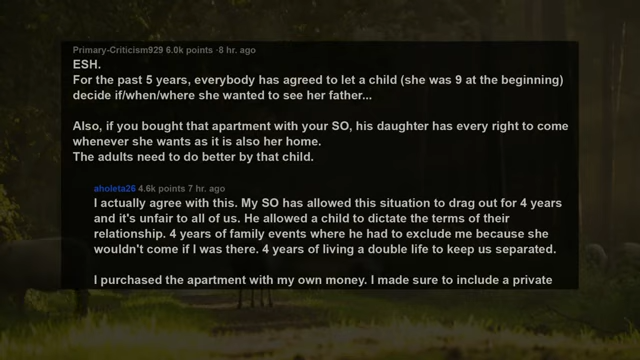 Primary-Criticism929 6.0k points ·8 hr. ago
ESH.
For the past 5 years, everybody has agreed to let a child (she was 9 at the beginning)
decide if/when/where she wanted to see her father...
Also, if you bought that apartment with your SO, his daughter has every right to come
whenever she wants as it is also her home.
The adults need to do better by that child.
aholeta26 4.6k points 7 hr. ago
I actually agree with this. My SO has allowed this situation to drag out for 4 years
and it's unfair to all of us. He allowed a child to dictate the terms of their
relationship. 4 years of family events where he had to exclude me because she
wouldn't come if I was there. 4 years of living a double life to keep us separated.
I purchased the apartment with my own money. I made sure to include a private